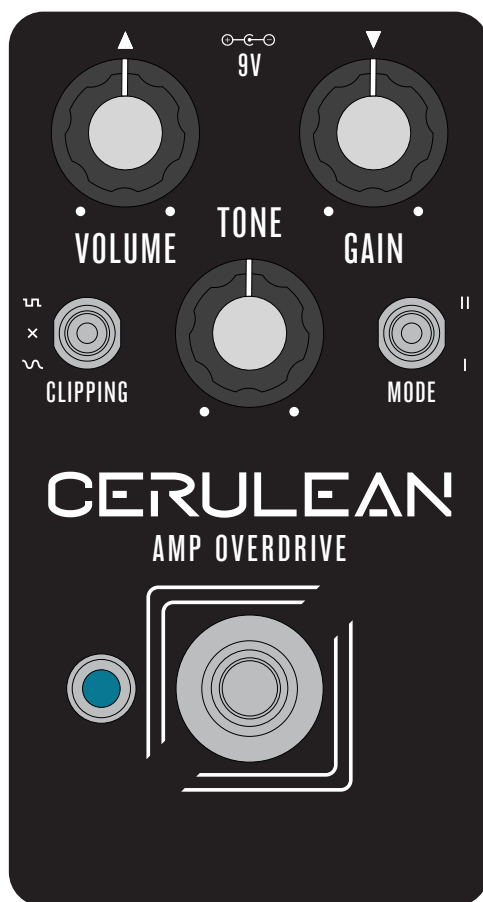 9V
TONE
VOLUME
GAIN
CLIPPING
MODE
II
I
CERULEAN
AMP OVERDRIVE